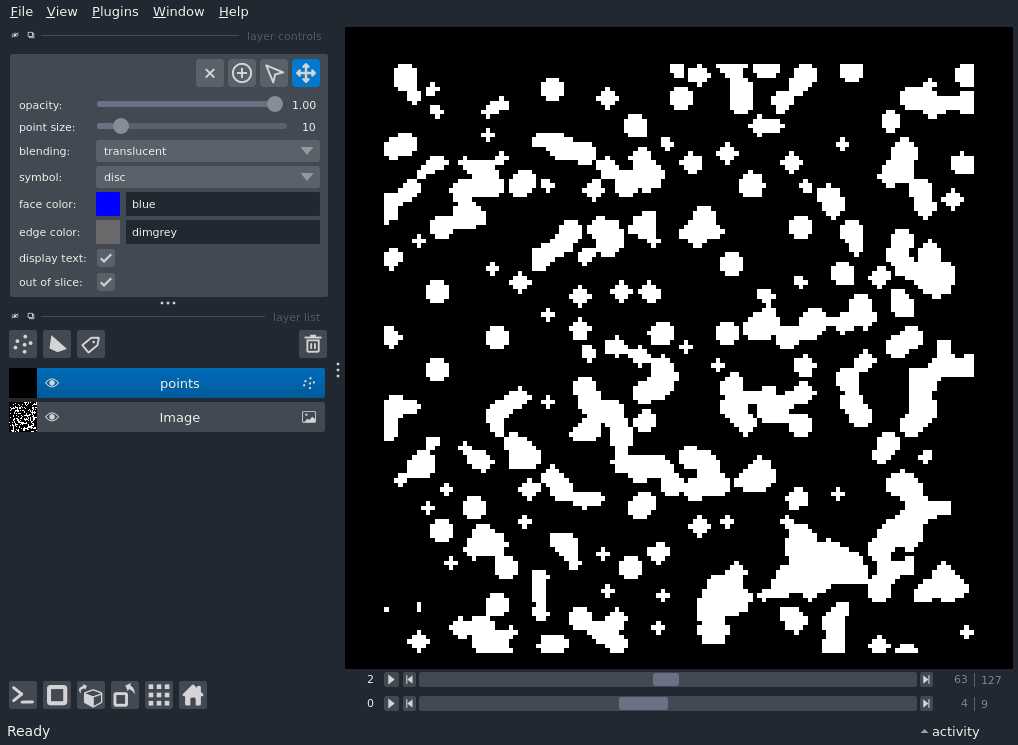 File View Plugins Window Help
layer controls
opacity: 1.00
point size: 10
blending: translucent
symbol: disc
face color: blue
edge color: dimgrey
display text:
out of slice:
layer list
points
Image
2 63 127
0 4 9
Ready activity